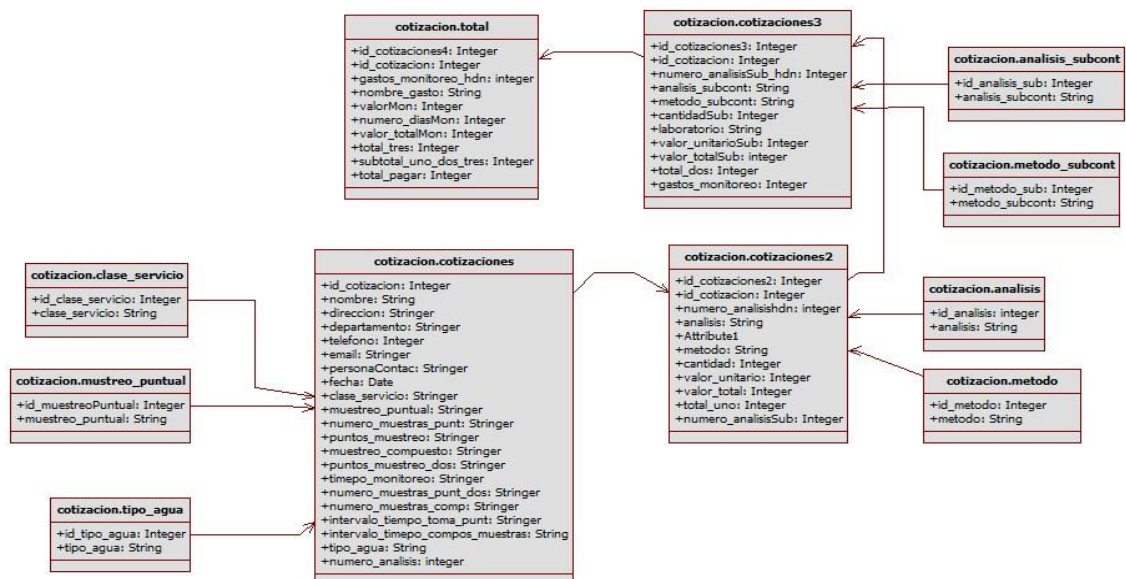 cotizacion.total
+id_cotizaciones4: Integer
+id_cotizacion: Integer
+gastos_monitoreo_hdn: integer
+nombre_gasto: String
+valorMon: Integer
+numero_diasMon: Integer
+valor_totalMon: Integer
+total_tres: Integer
+subtotal_uno_dos_tres: Integer
+total_pagar: Integer
cotizacion.cotizaciones3
+id_cotizaciones3: Integer
+id_cotizacion: Integer
+numero_analisisSub_hdn: Integer
+analisis_subcont: String
+metodo_subcont: String
+cantidadSub: Integer
+laboratorio: String
+valor_unitarioSub: Integer
+valor_totalSub: integer
+total_dos: Integer
+gastos_monitoreo: Integer
cotizacion.analisis_subcont
+id_analisis_sub: Integer
+analisis_subcont: String
cotizacion.metodo_subcont
+id_metodo_sub: Integer
+metodo_subcont: String
cotizacion.clase_servicio
+id_clase_servicio: Integer
+clase_servicio: String
cotizacion.mustreo_puntual
+id_muestreoPuntual: Integer
+muestreo_puntual: String
cotizacion.tipo_agua
+id_tipo_agua: Integer
+tipo_agua: String
cotizacion.cotizaciones
+id_cotizacion: Integer
+nombre: String
+direccion: Stringer
+departamento: Stringer
+telefono: Integer
+email: Stringer
+personaContac: Stringer
+fecha: Date
+clase_servicio: Stringer
+muestreo_puntual: Stringer
+numero_muestras_punt: Stringer
+puntos_muestreo: Stringer
+muestreo_compuesto: Stringer
+puntos_muestreo_dos: Stringer
+timepo_monitoreo: Stringer
+numero_muestras_punt_dos: Stringer
+numero_muestras_comp: Stringer
+intervalo_tiempo_toma_punt: Stringer
+intervalo_timepo_compos_muestras: String
+tipo_agua: String
+numero_analisis: integer
cotizacion.cotizaciones2
+id_cotizaciones2: Integer
+id_cotizacion: Integer
+numero_analisishdn: integer
+analisis: String
+Attribute1
+metodo: String
+cantidad: Integer
+valor_unitario: Integer
+valor_total: Integer
+total_uno: Integer
+numero_analisisSub: Integer
cotizacion.analisis
+id_analisis: integer
+analisis: String
cotizacion.metodo
+id_metodo: Integer
+metodo: String